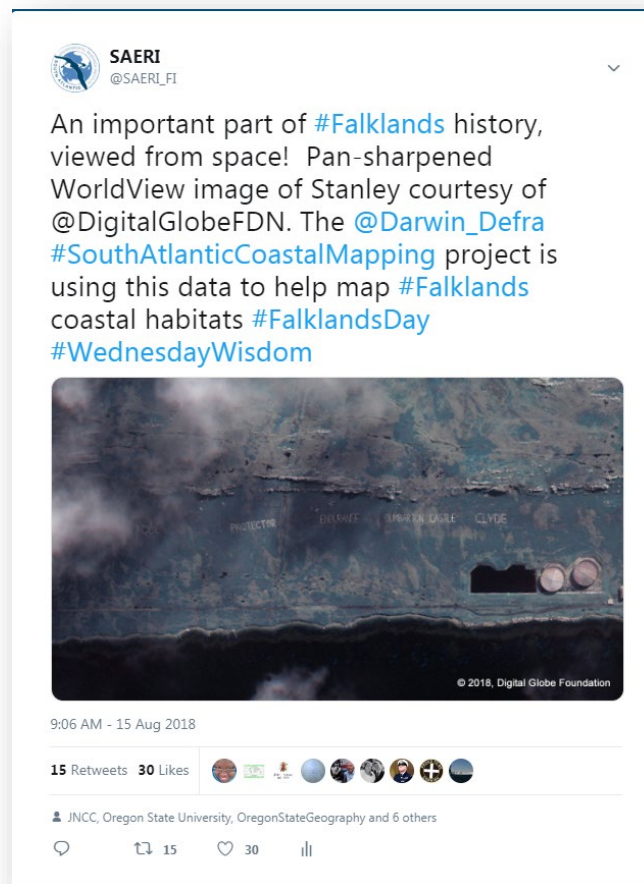 SAERI
@SAERI_FI
An important part of #Falklands history,
viewed from space! Pan-sharpened
WorldView image of Stanley courtesy of
@DigitalGlobeFDN. The @Darwin_Defra
#SouthAtlanticCoastalMapping project is
using this data to help map #Falklands
coastal habitats #FalklandsDay
#WednesdayWisdom
PROTECTOR ENDURANCE DUMBARTON CASTLE CLYDE
© 2018, Digital Globe Foundation
9:06 AM - 15 Aug 2018
15 Retweets 30 Likes
JNCC, Oregon State University, OregonStateGeography and 6 others
15 30